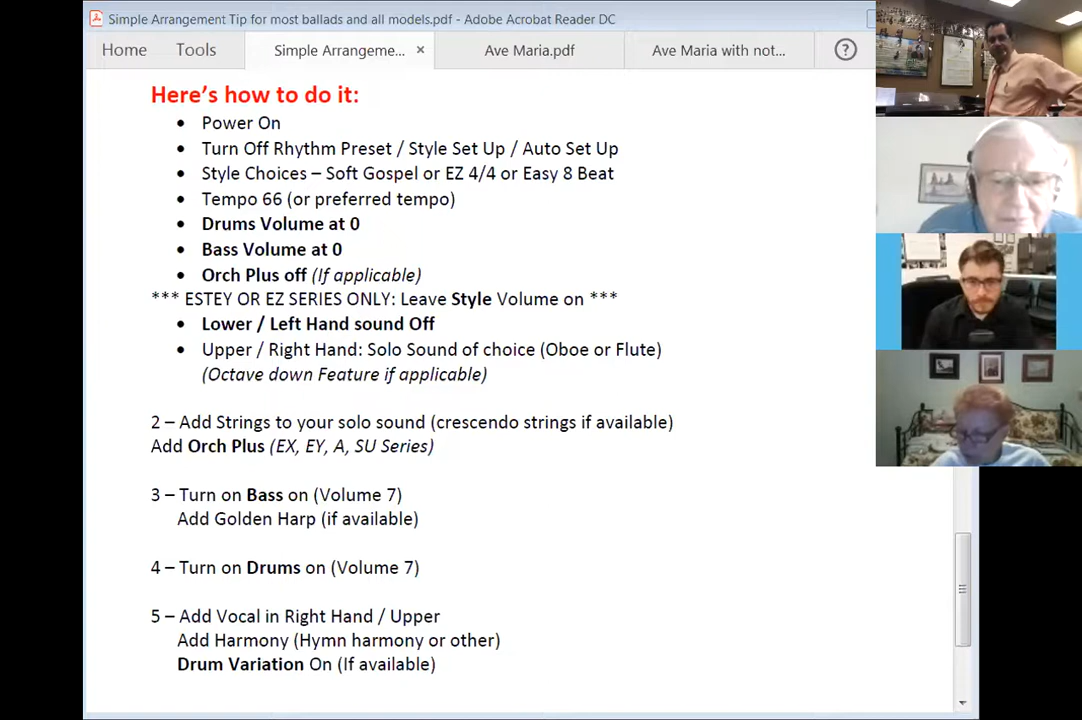 Simple Arrangement Tip for most ballads and all models.pdf - Adobe Acrobat Reader DC
Home Tools Simple Arrangeme... × Ave Maria.pdf Ave Maria with not... ?
Here's how to do it:
• Power On
• Turn Off Rhythm Preset / Style Set Up / Auto Set Up
• Style Choices – Soft Gospel or EZ 4/4 or Easy 8 Beat
• Tempo 66 (or preferred tempo)
• Drums Volume at 0
• Bass Volume at 0
• Orch Plus off (If applicable)
*** ESTEY OR EZ SERIES ONLY: Leave Style Volume on ***
• Lower / Left Hand sound Off
• Upper / Right Hand: Solo Sound of choice (Oboe or Flute)
(Octave down Feature if applicable)
2 – Add Strings to your solo sound (crescendo strings if available)
Add Orch Plus (EX, EY, A, SU Series)
3 – Turn on Bass on (Volume 7)
Add Golden Harp (if available)
4 – Turn on Drums on (Volume 7)
5 – Add Vocal in Right Hand / Upper
Add Harmony (Hymn harmony or other)
Drum Variation On (If available)